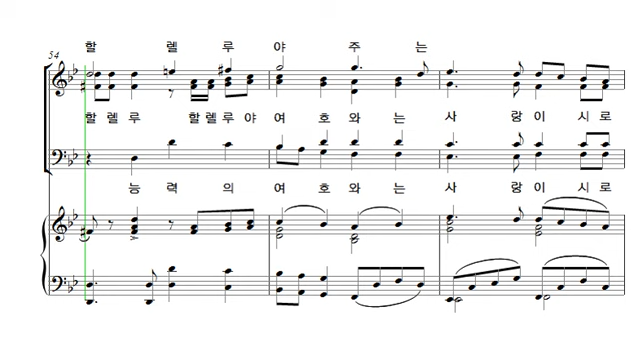 할 렐 루 야 주 는
54
할 렐 루 할 렐 루 야 여 호 와 는 사 랑 이 시 로
능 력 의 여 호 와 는 사 랑 이 시 로